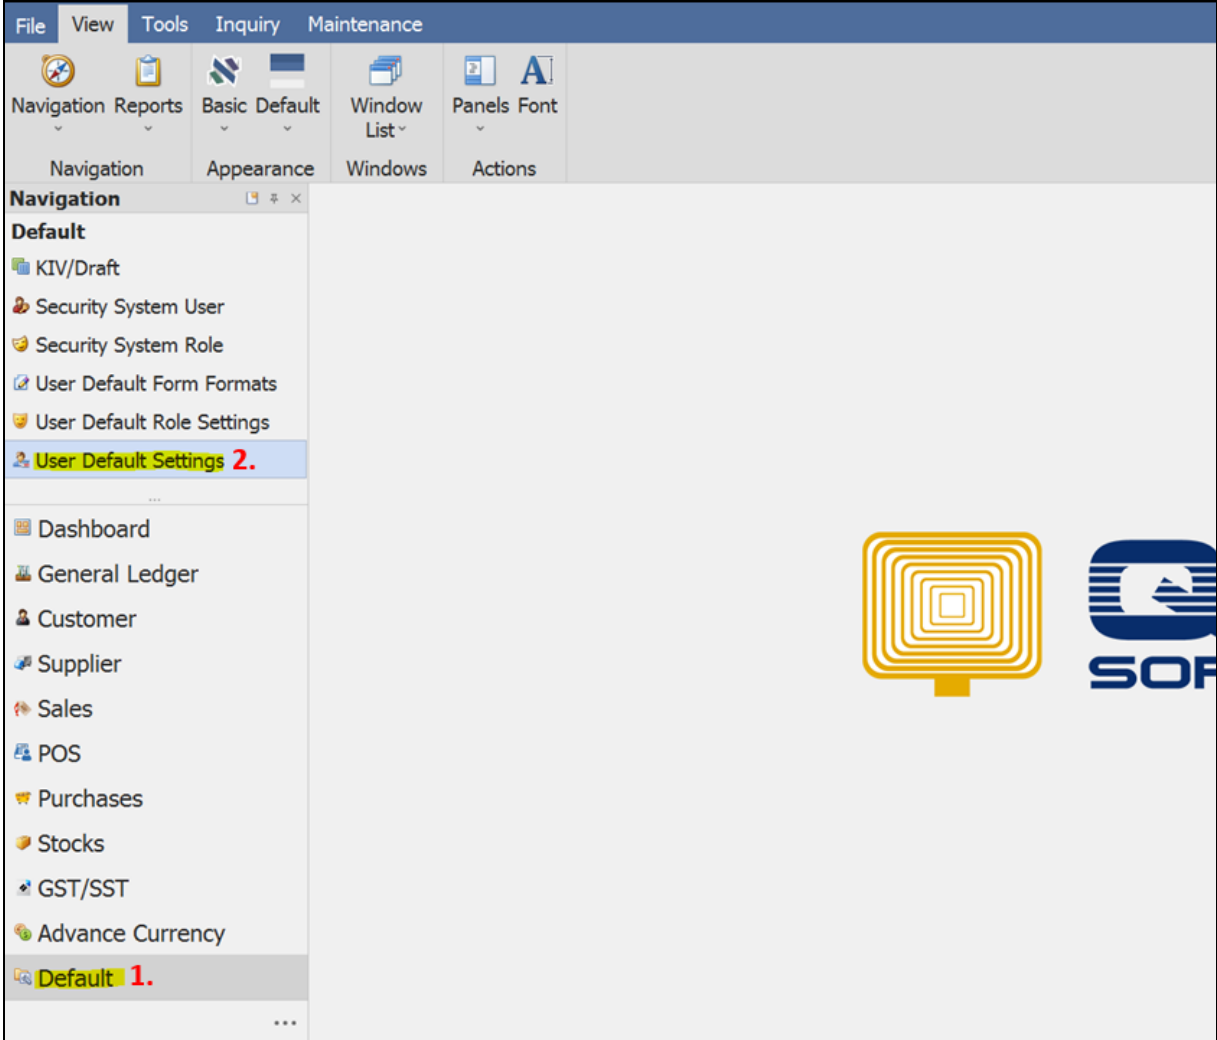 File View Tools Inquiry Maintenance
Navigation Reports Basic Default Window List Panels Font
Navigation Appearance Windows Actions
Navigation
Default
KIV/Draft
Security System User
Security System Role
User Default Form Formats
User Default Role Settings
User Default Settings 2.
...
Dashboard
General Ledger
Customer
Supplier
Sales
POS
Purchases
Stocks
GST/SST
Advance Currency
Default 1.
...